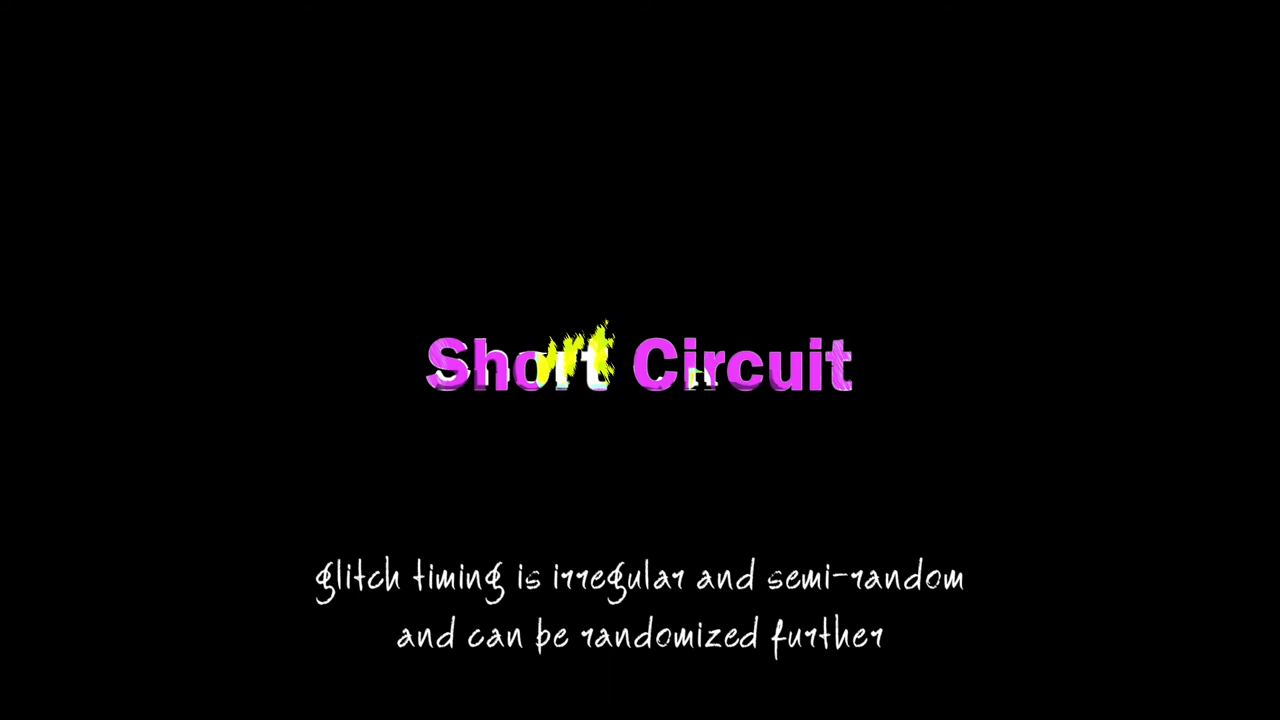 Short Circuit
glitch timing is irregular and semi-random
and can be randomized further